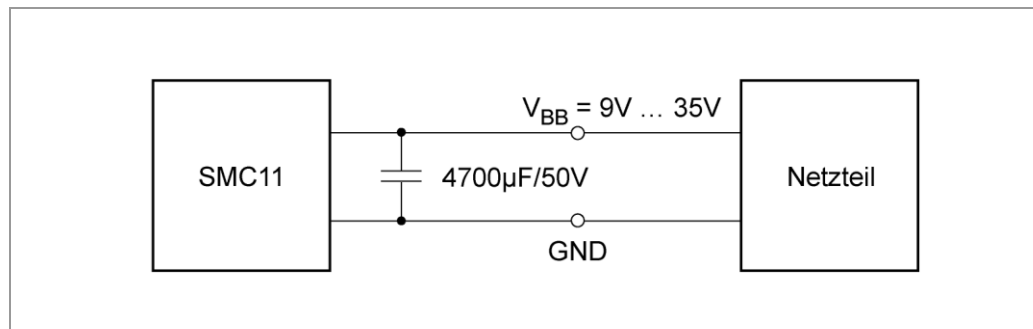 V_BB = 9V … 35V
SMC11
4700µF/50V
Netzteil
GND